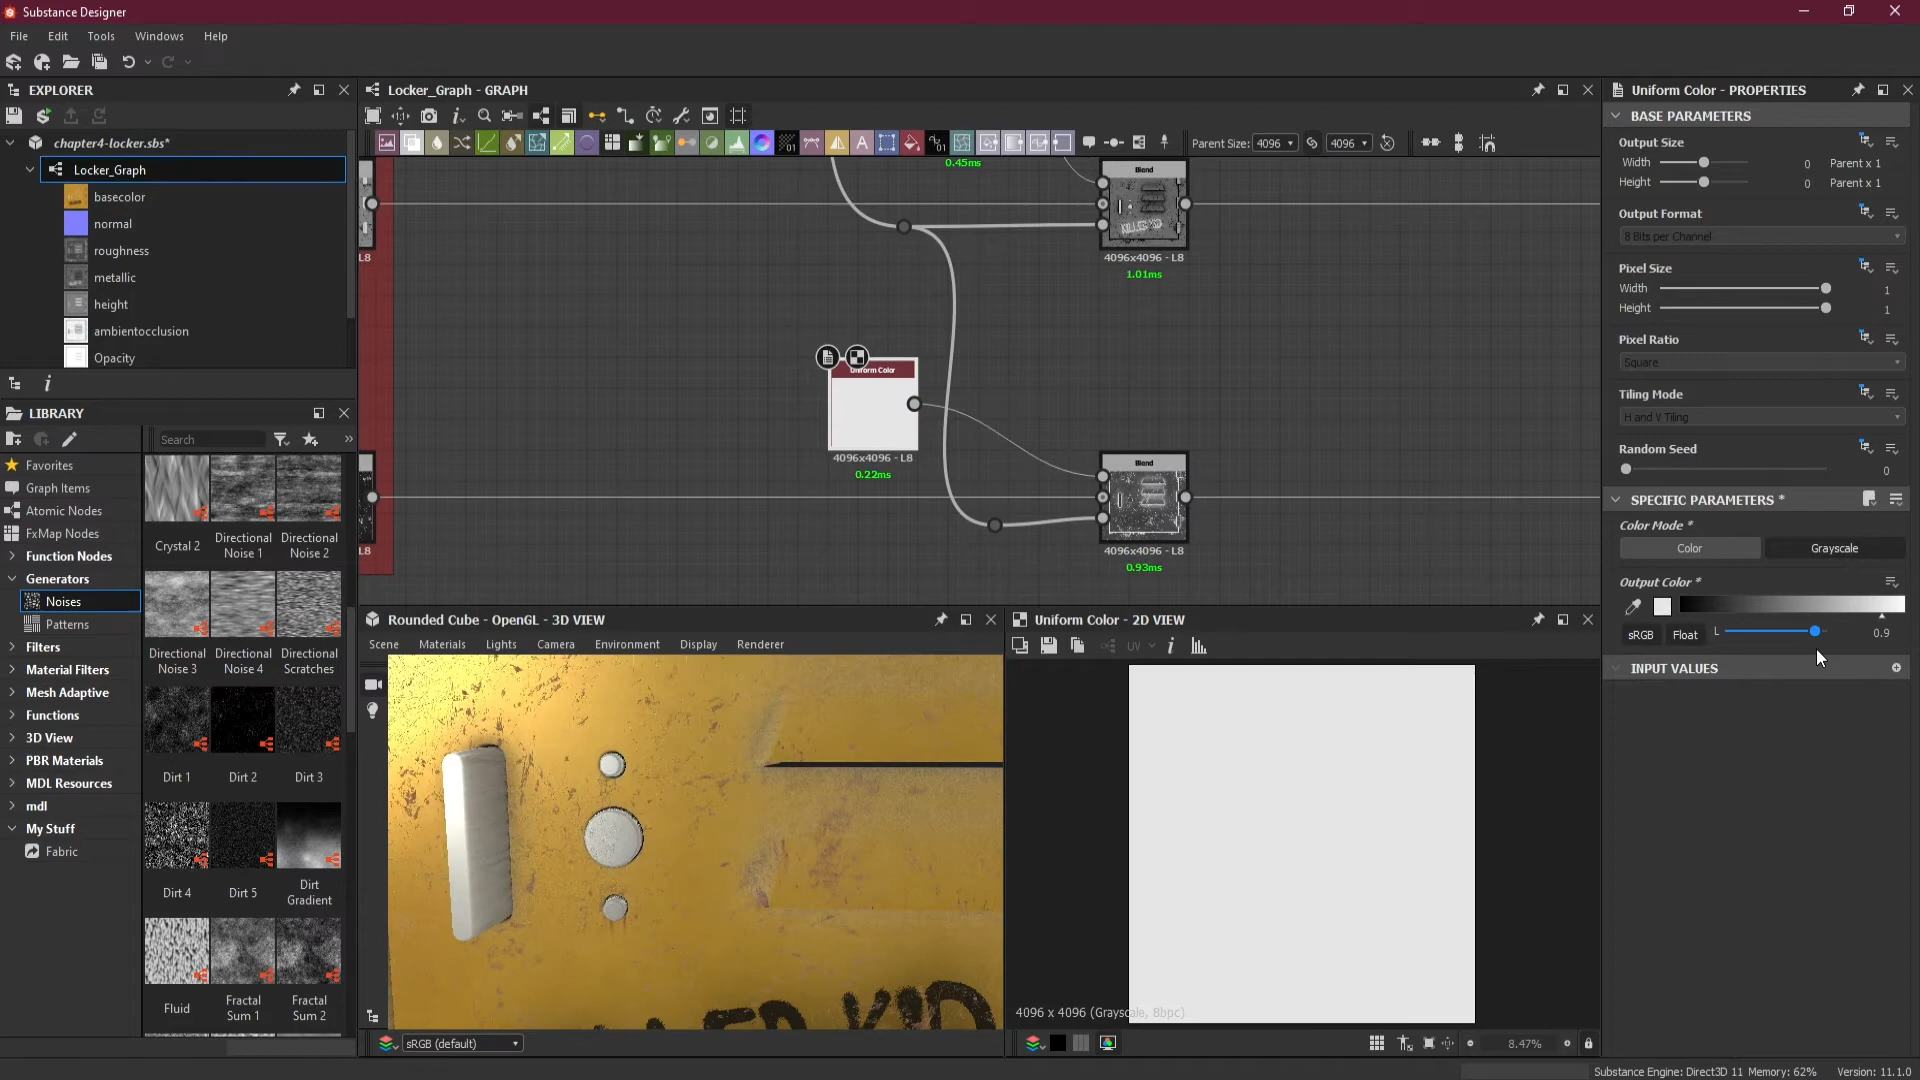 Substance Designer
File Edit Tools Windows Help
EXPLORER
chapter4-locker.sbs*
Locker_Graph
basecolor
normal
roughness
metallic
height
ambientocclusion
Opacity
LIBRARY
Search
Favorites
Graph Items
Atomic Nodes
FxMap Nodes
Function Nodes
Generators
Noises
Patterns
Filters
Material Filters
Mesh Adaptive
Functions
3D View
PBR Materials
MDL Resources
mdl
My Stuff
Fabric
Crystal 2
Directional Noise 1
Directional Noise 2
Directional Noise 3
Directional Noise 4
Directional Scratches
Dirt 1
Dirt 2
Dirt 3
Dirt 4
Dirt 5
Dirt Gradient
Fluid
Fractal Sum 1
Fractal Sum 2
Locker_Graph - GRAPH
Parent Size: 4096 4096
0.45ms
Blend
KILLER KID
L8
4096x4096 - L8
1.01ms
Uniform Color
4096x4096 - L8
0.22ms
Blend
L8
4096x4096 - L8
0.93ms
Rounded Cube - OpenGL - 3D VIEW
Scene Materials Lights Camera Environment Display Renderer
KID
sRGB (default)
Uniform Color - 2D VIEW
UV
4096 x 4096 (Grayscale, 8bpc)
8.47%
Uniform Color - PROPERTIES
BASE PARAMETERS
Output Size
Width 0 Parent x 1
Height 0 Parent x 1
Output Format
8 Bits per Channel
Pixel Size
Width 1
Height 1
Pixel Ratio
Square
Tiling Mode
H and V Tiling
Random Seed
0
SPECIFIC PARAMETERS *
Color Mode *
Color Grayscale
Output Color *
sRGB Float L 0.9
INPUT VALUES
Substance Engine: Direct3D 11 Memory: 62% Version: 11.1.0